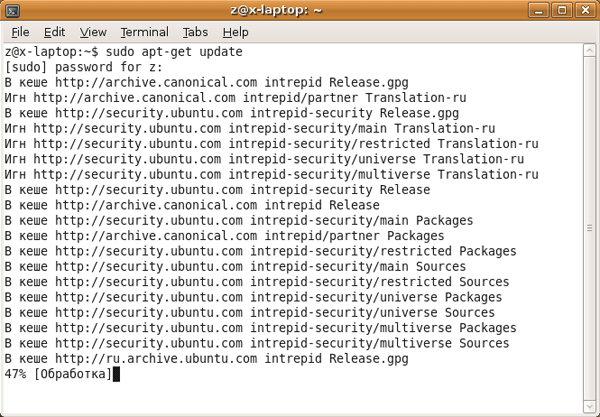 z@x-laptop: ~
File Edit View Terminal Tabs Help
z@x-laptop:~$ sudo apt-get update
[sudo] password for z:
В кеше http://archive.canonical.com intrepid Release.gpg
Игн http://archive.canonical.com intrepid/partner Translation-ru
В кеше http://security.ubuntu.com intrepid-security Release.gpg
Игн http://security.ubuntu.com intrepid-security/main Translation-ru
Игн http://security.ubuntu.com intrepid-security/restricted Translation-ru
Игн http://security.ubuntu.com intrepid-security/universe Translation-ru
Игн http://security.ubuntu.com intrepid-security/multiverse Translation-ru
В кеше http://security.ubuntu.com intrepid-security Release
В кеше http://archive.canonical.com intrepid Release
В кеше http://security.ubuntu.com intrepid-security/main Packages
В кеше http://archive.canonical.com intrepid/partner Packages
В кеше http://security.ubuntu.com intrepid-security/restricted Packages
В кеше http://security.ubuntu.com intrepid-security/main Sources
В кеше http://security.ubuntu.com intrepid-security/restricted Sources
В кеше http://security.ubuntu.com intrepid-security/universe Packages
В кеше http://security.ubuntu.com intrepid-security/universe Sources
В кеше http://security.ubuntu.com intrepid-security/multiverse Packages
В кеше http://security.ubuntu.com intrepid-security/multiverse Sources
В кеше http://ru.archive.ubuntu.com intrepid Release.gpg
47% [Обработка]